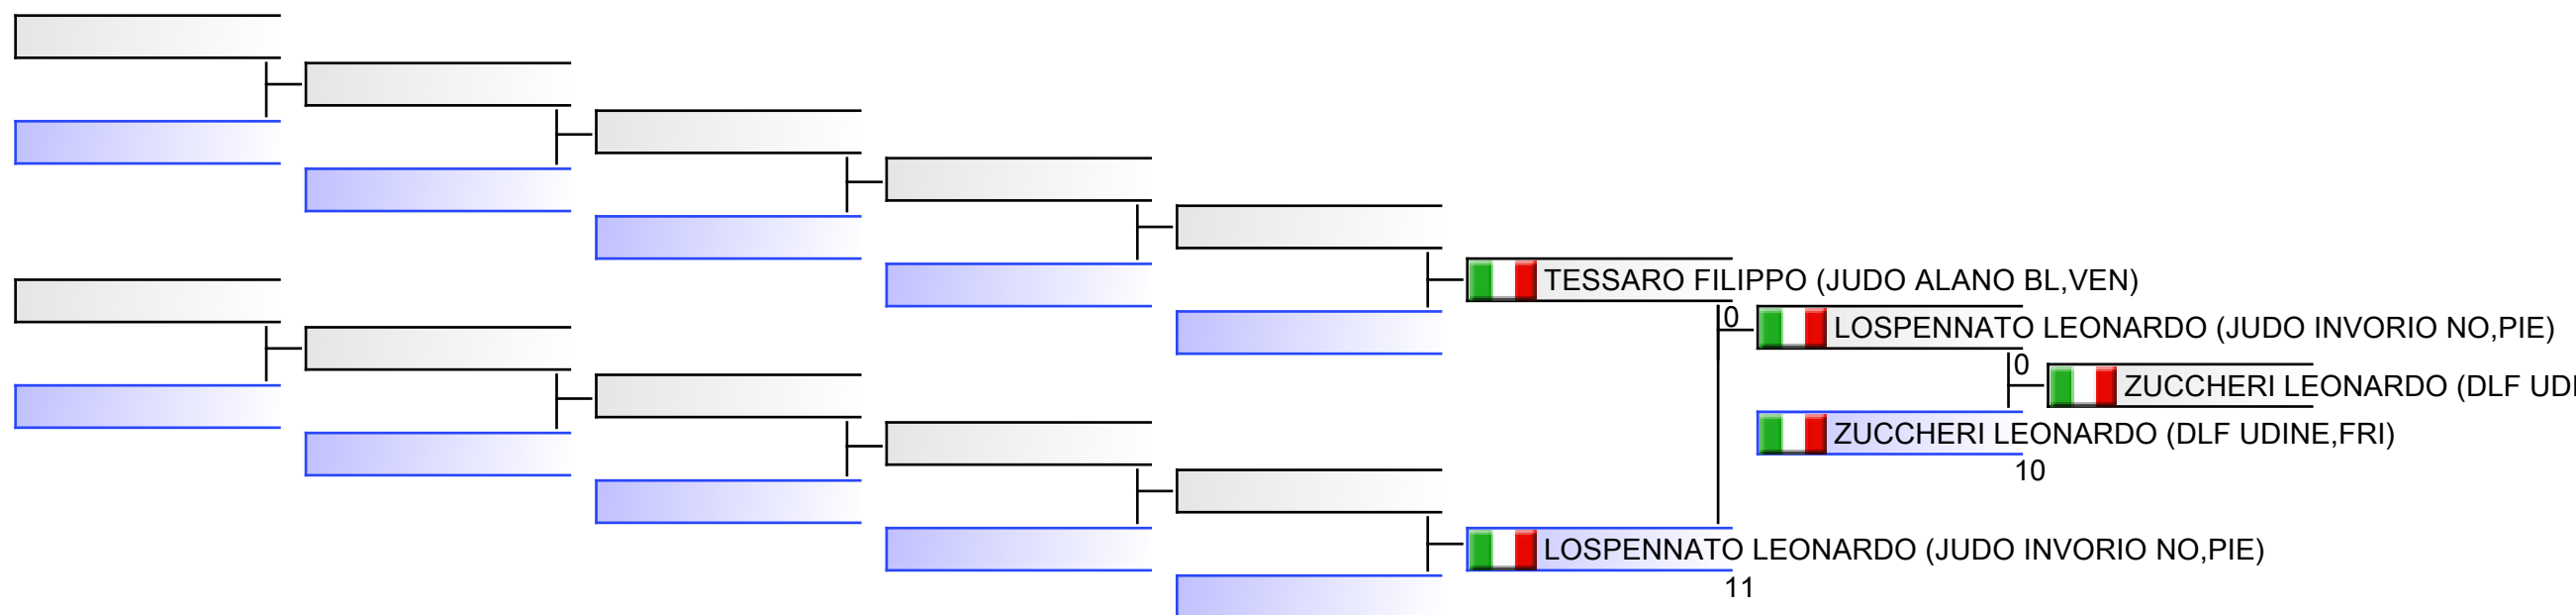 TESSARO FILIPPO (JUDO ALANO BL,VEN)
0
LOSPENNATO LEONARDO (JUDO INVORIO NO,PIE)
0
ZUCCHERI LEONARDO (DLF UDI
ZUCCHERI LEONARDO (DLF UDINE,FRI)
10
LOSPENNATO LEONARDO (JUDO INVORIO NO,PIE)
11